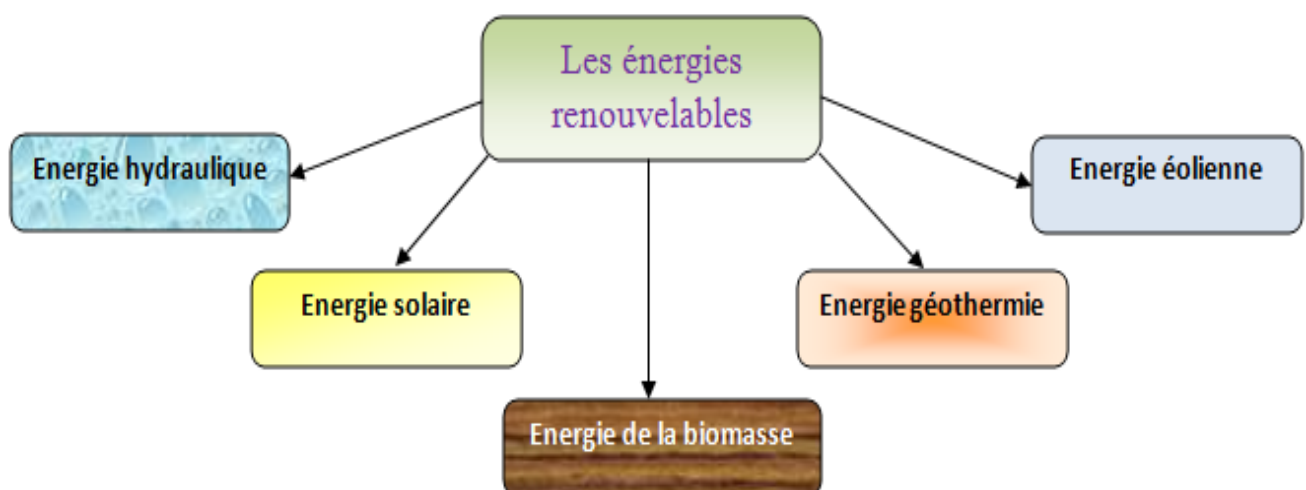 Les énergies
renouvelables
Energie hydraulique
Energie éolienne
Energie solaire
Energie géothermie
Energie de la biomasse